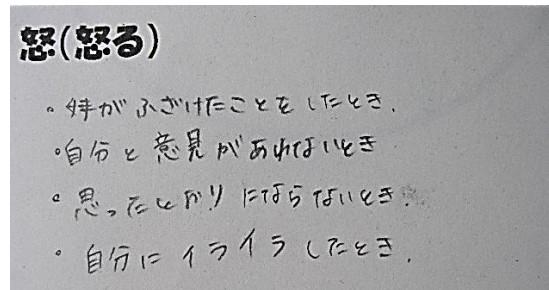 怒(怒る)
・妹がふざけたことをしたとき.
・自分と意見があわないとき
・思ったとおりにならないとき.
・自分にイライラしたとき.